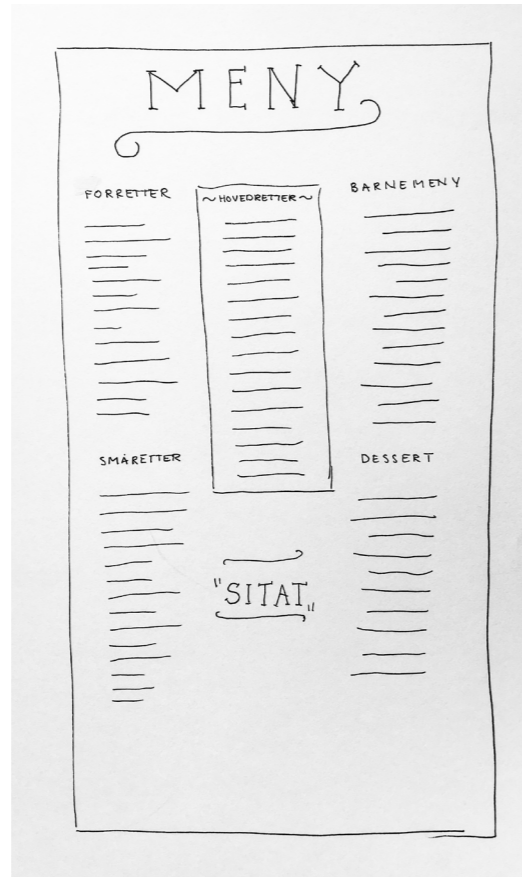 MENY
FORRETTER
~HOVEDRETTER~
BARNEMENY
SMÅRETTER
DESSERT
"SITAT„